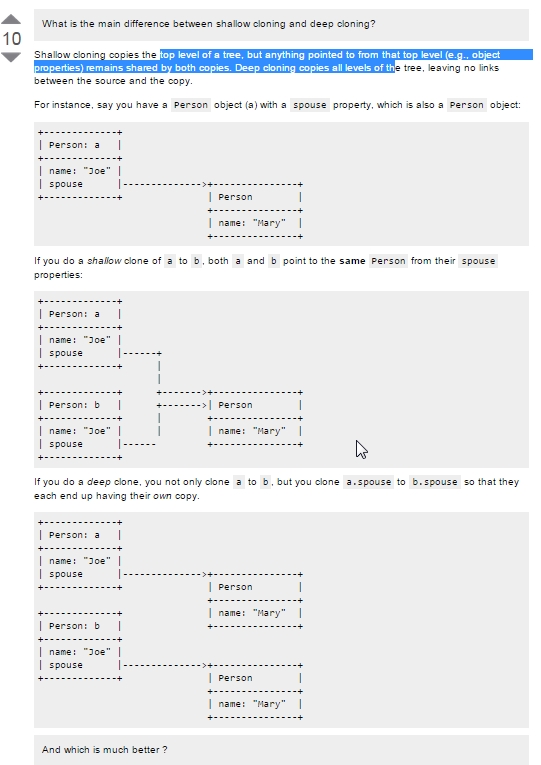 What is the main difference between shallow cloning and deep cloning?
10
Shallow cloning copies the top level of a tree, but anything pointed to from that top level (e.g., object
properties) remains shared by both copies. Deep cloning copies all levels of the tree, leaving no links
between the source and the copy.
For instance, say you have a Person object (a) with a spouse property, which is also a Person object:
+-------------+
| Person: a   |
+-------------+
| name: "Joe" |
| spouse      |------------->+-------------+
+-------------+              | Person      |
                             +-------------+
                             | name: "Mary" |
                             +-------------+
If you do a shallow clone of a to b, both a and b point to the same Person from their spouse
properties:
+-------------+
| Person: a   |
+-------------+
| name: "Joe" |
| spouse      |------+
+-------------+      |
                     |
+-------------+      +------>+-------------+
| Person: b   |      +------>| Person      |
+-------------+      |       +-------------+
| name: "Joe" |      |       | name: "Mary" |
| spouse      |------        +-------------+
+-------------+
If you do a deep clone, you not only clone a to b, but you clone a.spouse to b.spouse so that they
each end up having their own copy.
+-------------+
| Person: a   |
+-------------+
| name: "Joe" |
| spouse      |------------->+-------------+
+-------------+              | Person      |
                             +-------------+
+-------------+              | name: "Mary" |
| Person: b   |              +-------------+
+-------------+
| name: "Joe" |
| spouse      |------------->+-------------+
+-------------+              | Person      |
                             +-------------+
                             | name: "Mary" |
                             +-------------+
And which is much better ?